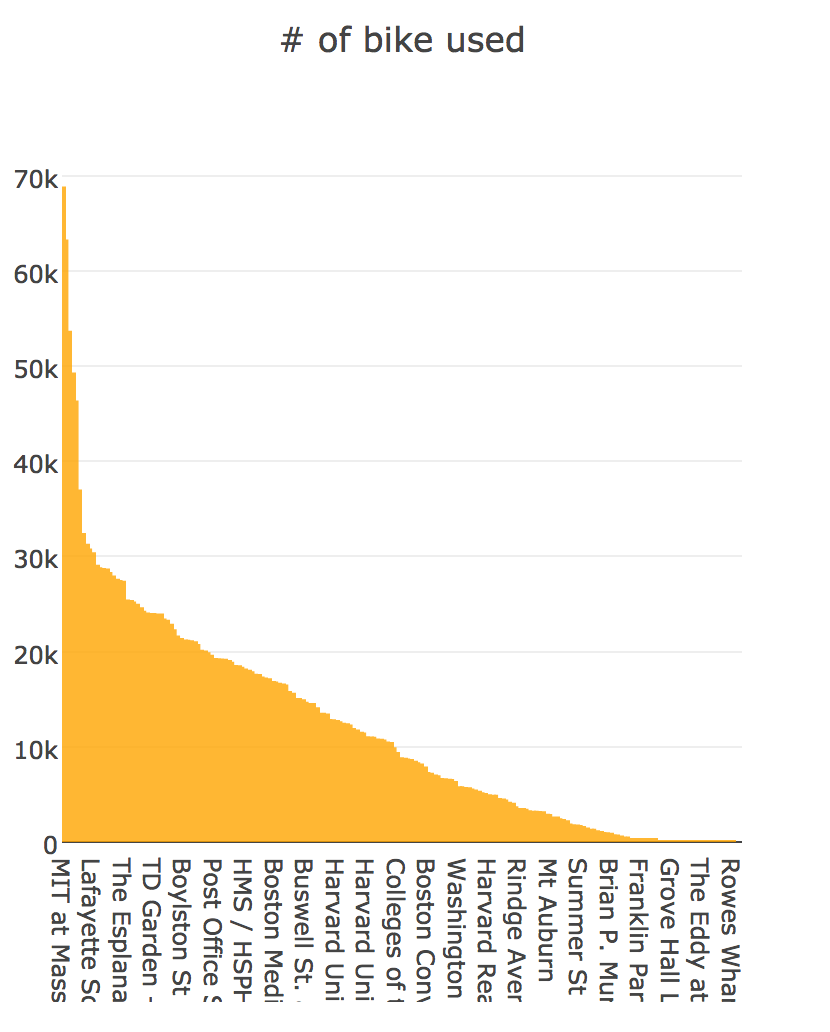 # of bike used
70k
60k
50k
40k
30k
20k
10k
0
MIT at Mass
Lafayette Sc
The Esplana
TD Garden -
Boylston St
Post Office S
HMS / HSPH
Boston Medi
Buswell St.
Harvard Uni
Harvard Uni
Colleges of t
Boston Conv
Washington
Harvard Rea
Rindge Aven
Mt Auburn
Summer St
Brian P. Mur
Franklin Par
Grove Hall L
The Eddy at
Rowes Whar